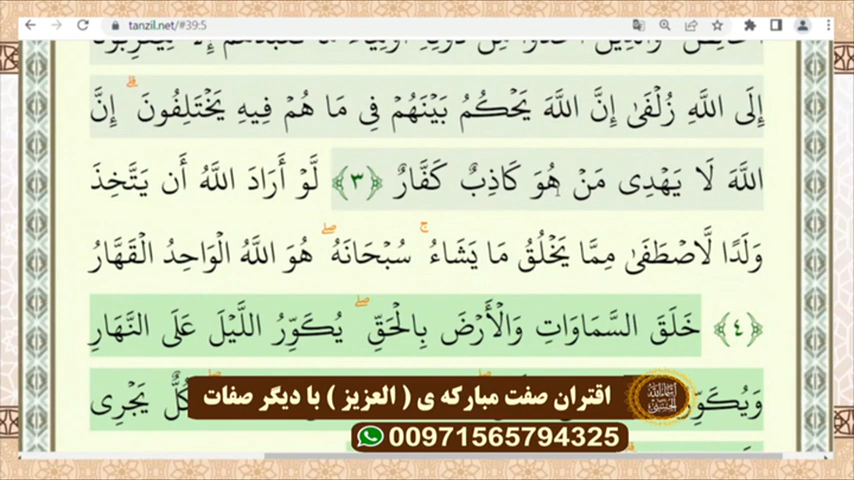 tanzil.net/#39:5
إِلَى اللَّهِ زُلْفَىٰ إِنَّ اللَّهَ يَحْكُمُ بَيْنَهُمْ فِى مَا هُمْ فِيهِ يَخْتَلِفُونَ ۗ إِنَّ
اللَّهَ لَا يَهْدِى مَنْ هُوَ كَاذِبٌ كَفَّارٌ ﴿٣﴾ لَّوْ أَرَادَ اللَّهُ أَن يَتَّخِذَ
وَلَدًا لَّاصْطَفَىٰ مِمَّا يَخْلُقُ مَا يَشَاءُ ۚ سُبْحَانَهُ ۖ هُوَ اللَّهُ الْوَاحِدُ الْقَهَّارُ
﴿٤﴾ خَلَقَ السَّمَاوَاتِ وَالْأَرْضَ بِالْحَقِّ ۖ يُكَوِّرُ اللَّيْلَ عَلَى النَّهَارِ
كُلٌّ يَجْرِى
اقتران صفت مبارکه ی ( العزیز ) با دیگر صفات
00971565794325